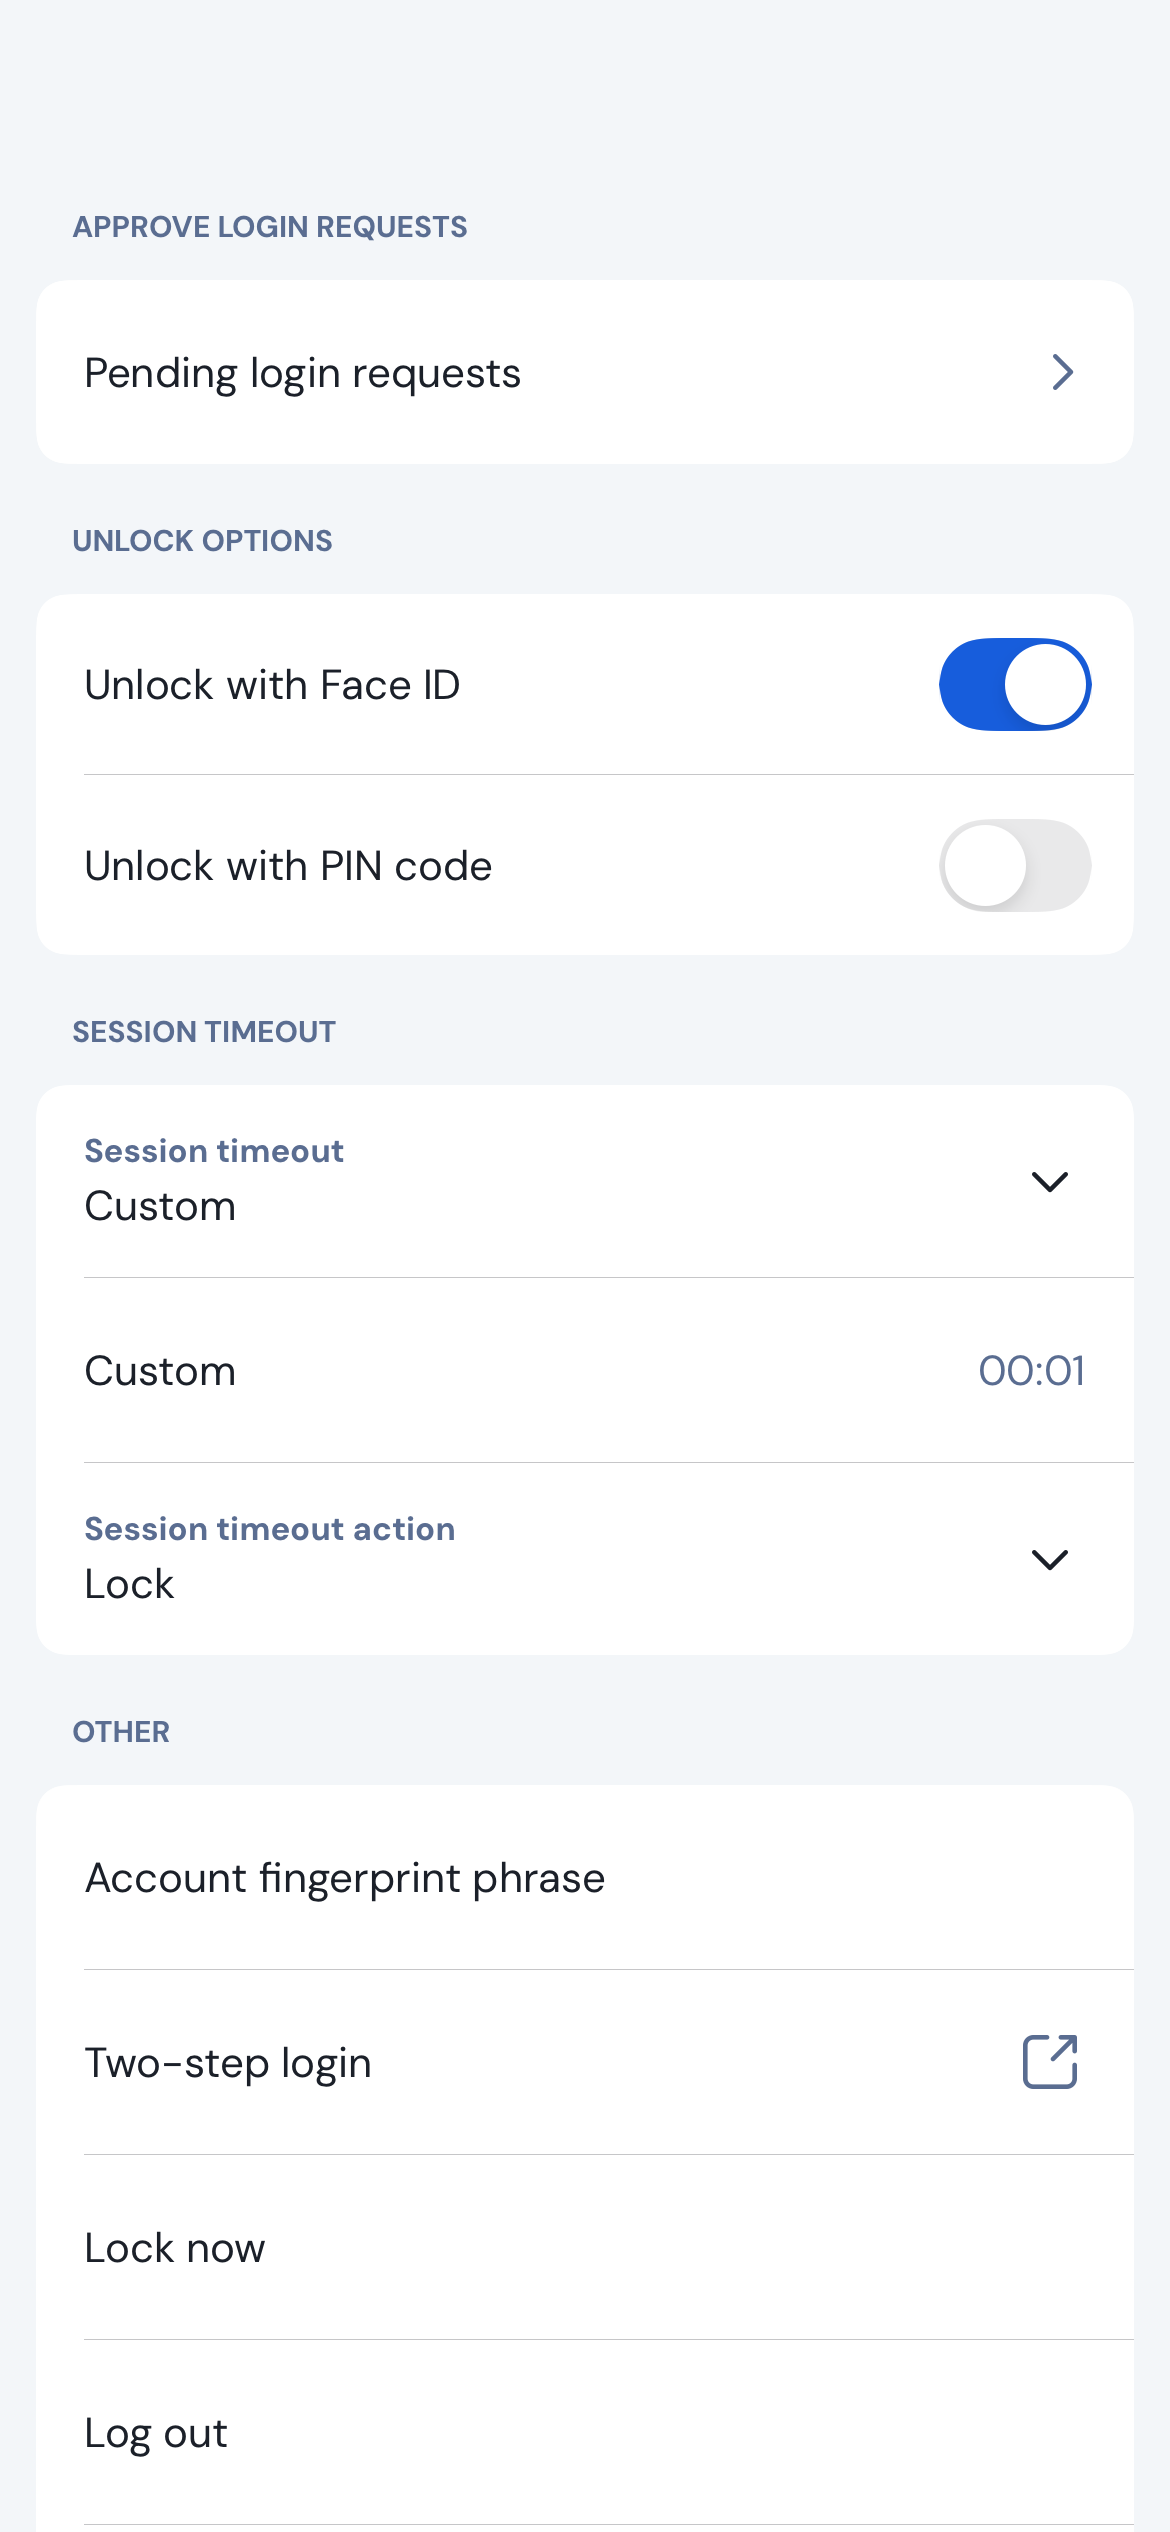 APPROVE LOGIN REQUESTS
Pending login requests
UNLOCK OPTIONS
Unlock with Face ID
Unlock with PIN code
SESSION TIMEOUT
Session timeout
Custom
Custom 00:01
Session timeout action
Lock
OTHER
Account fingerprint phrase
Two-step login
Lock now
Log out